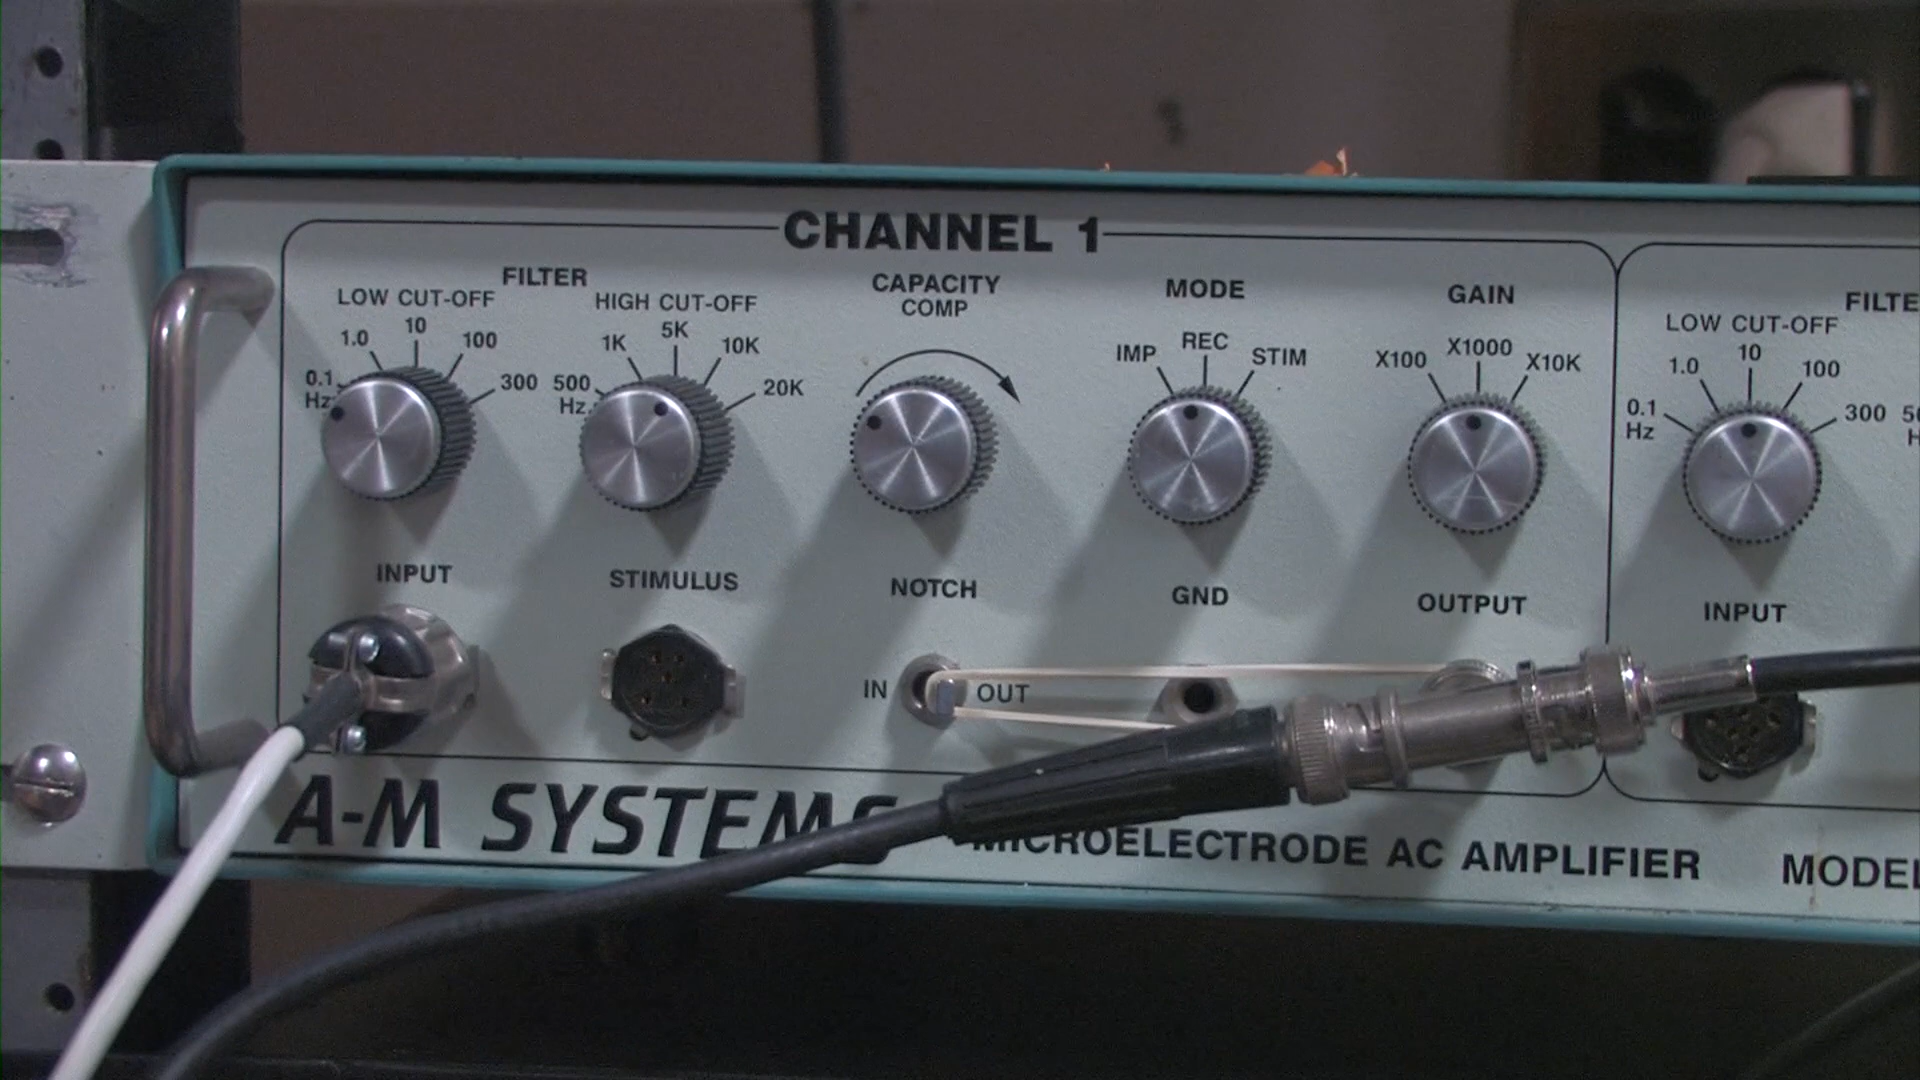 CHANNEL 1
FILTER
LOW CUT-OFF
0.1 Hz
1.0
10
100
300
HIGH CUT-OFF
500 Hz
1K
5K
10K
20K
CAPACITY
COMP
MODE
IMP
REC
STIM
GAIN
X100
X1000
X10K
INPUT
STIMULUS
NOTCH
IN
OUT
GND
OUTPUT
LOW CUT-OFF
0.1
Hz
1.0
10
100
300
INPUT
A-M SYSTEMS
MICROELECTRODE AC AMPLIFIER
MODEL